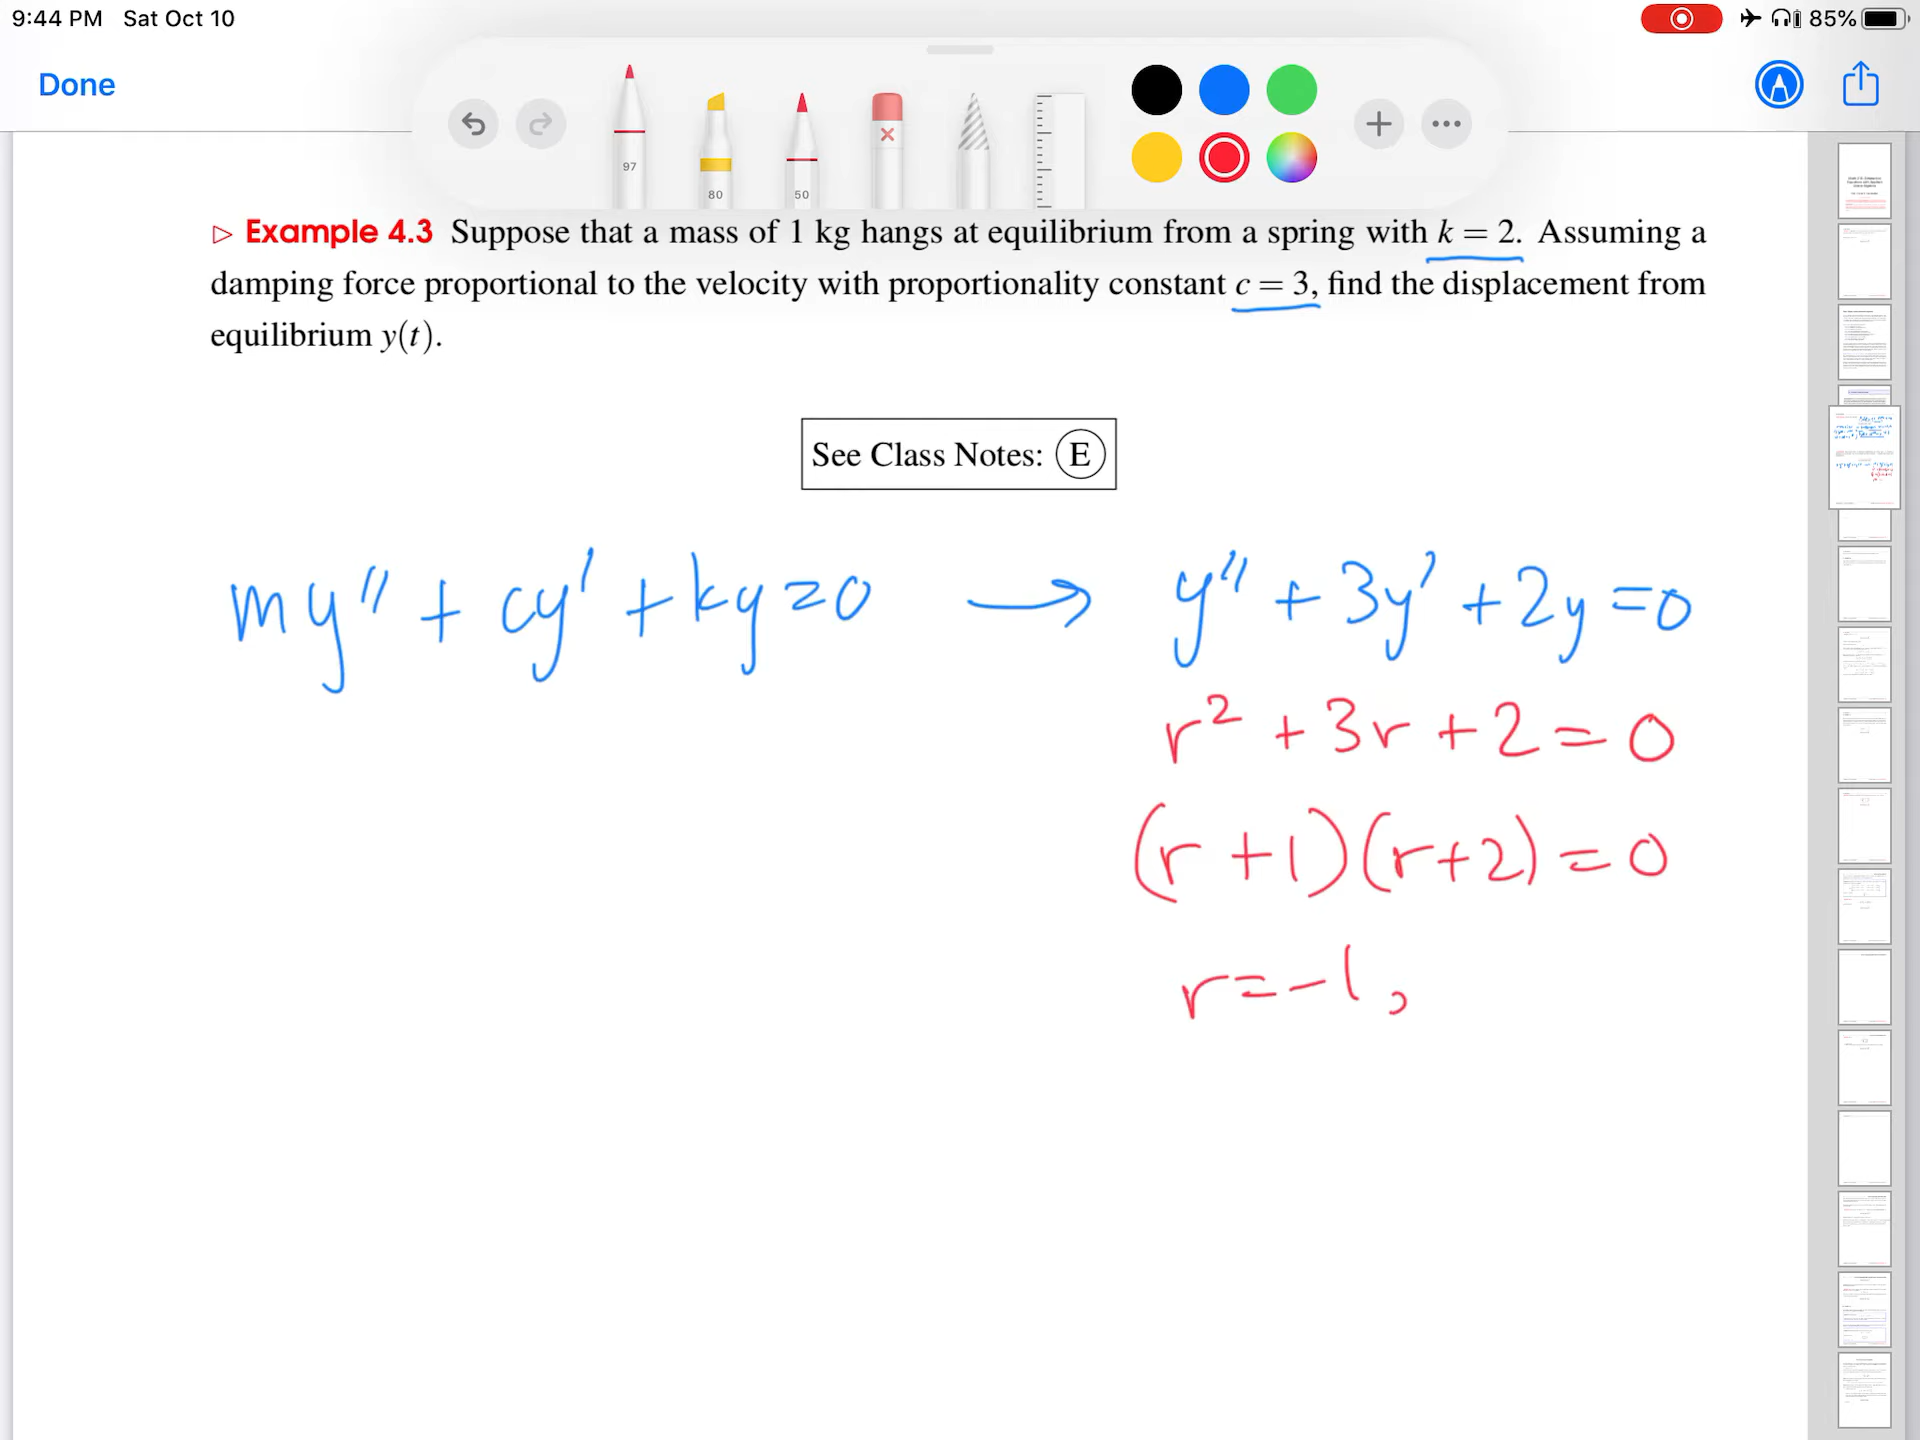 9:44 PM Sat Oct 10
85%
Done
97
80
50
▷ Example 4.3 Suppose that a mass of 1 kg hangs at equilibrium from a spring with k = 2. Assuming a
damping force proportional to the velocity with proportionality constant c = 3, find the displacement from
equilibrium y(t).
See Class Notes: Ⓔ
my'' + cy' + ky = 0 → y'' + 3y' + 2y = 0
r² + 3r + 2 = 0
(r + 1)(r + 2) = 0
r = -1,